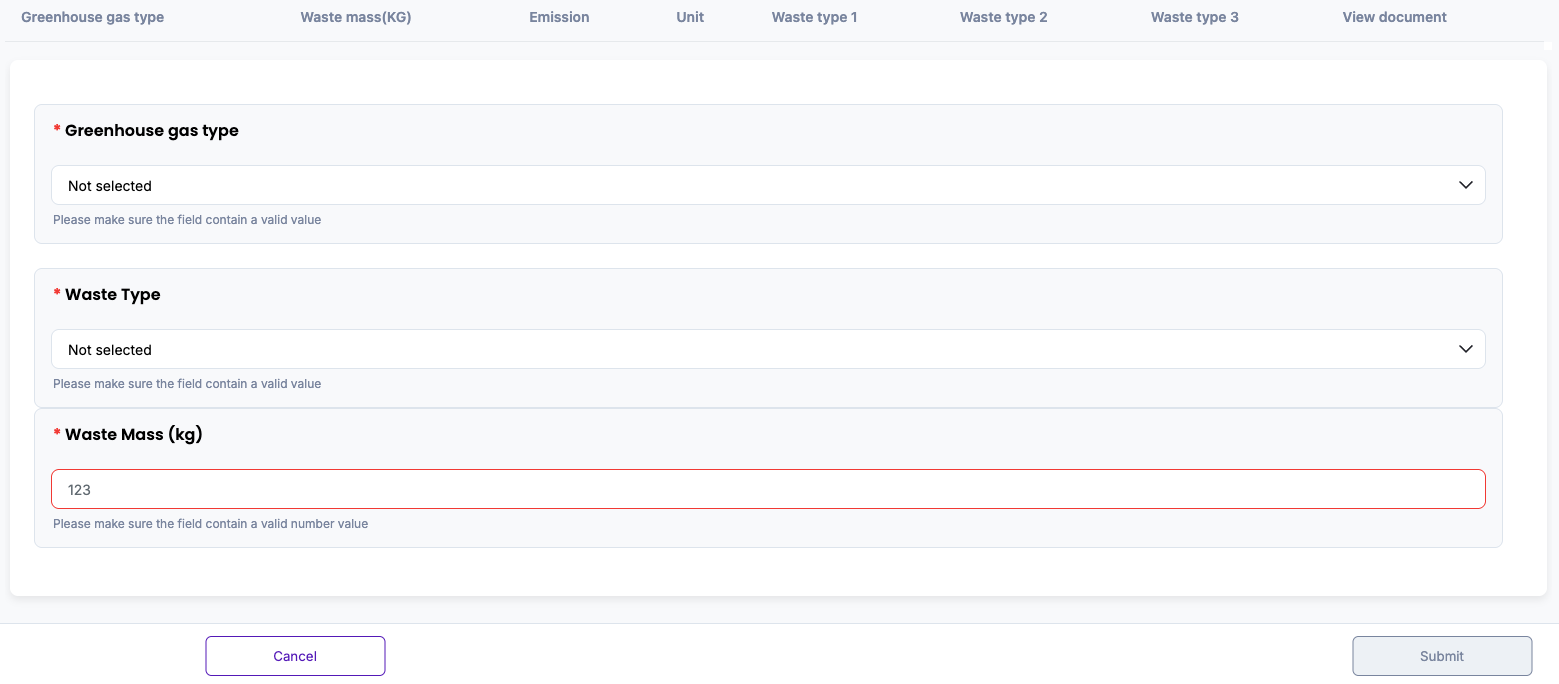 Greenhouse gas type Waste mass(KG) Emission Unit Waste type 1 Waste type 2 Waste type 3 View document
* Greenhouse gas type
Not selected
Please make sure the field contain a valid value
* Waste Type
Not selected
Please make sure the field contain a valid value
* Waste Mass (kg)
123
Please make sure the field contain a valid number value
Cancel Submit